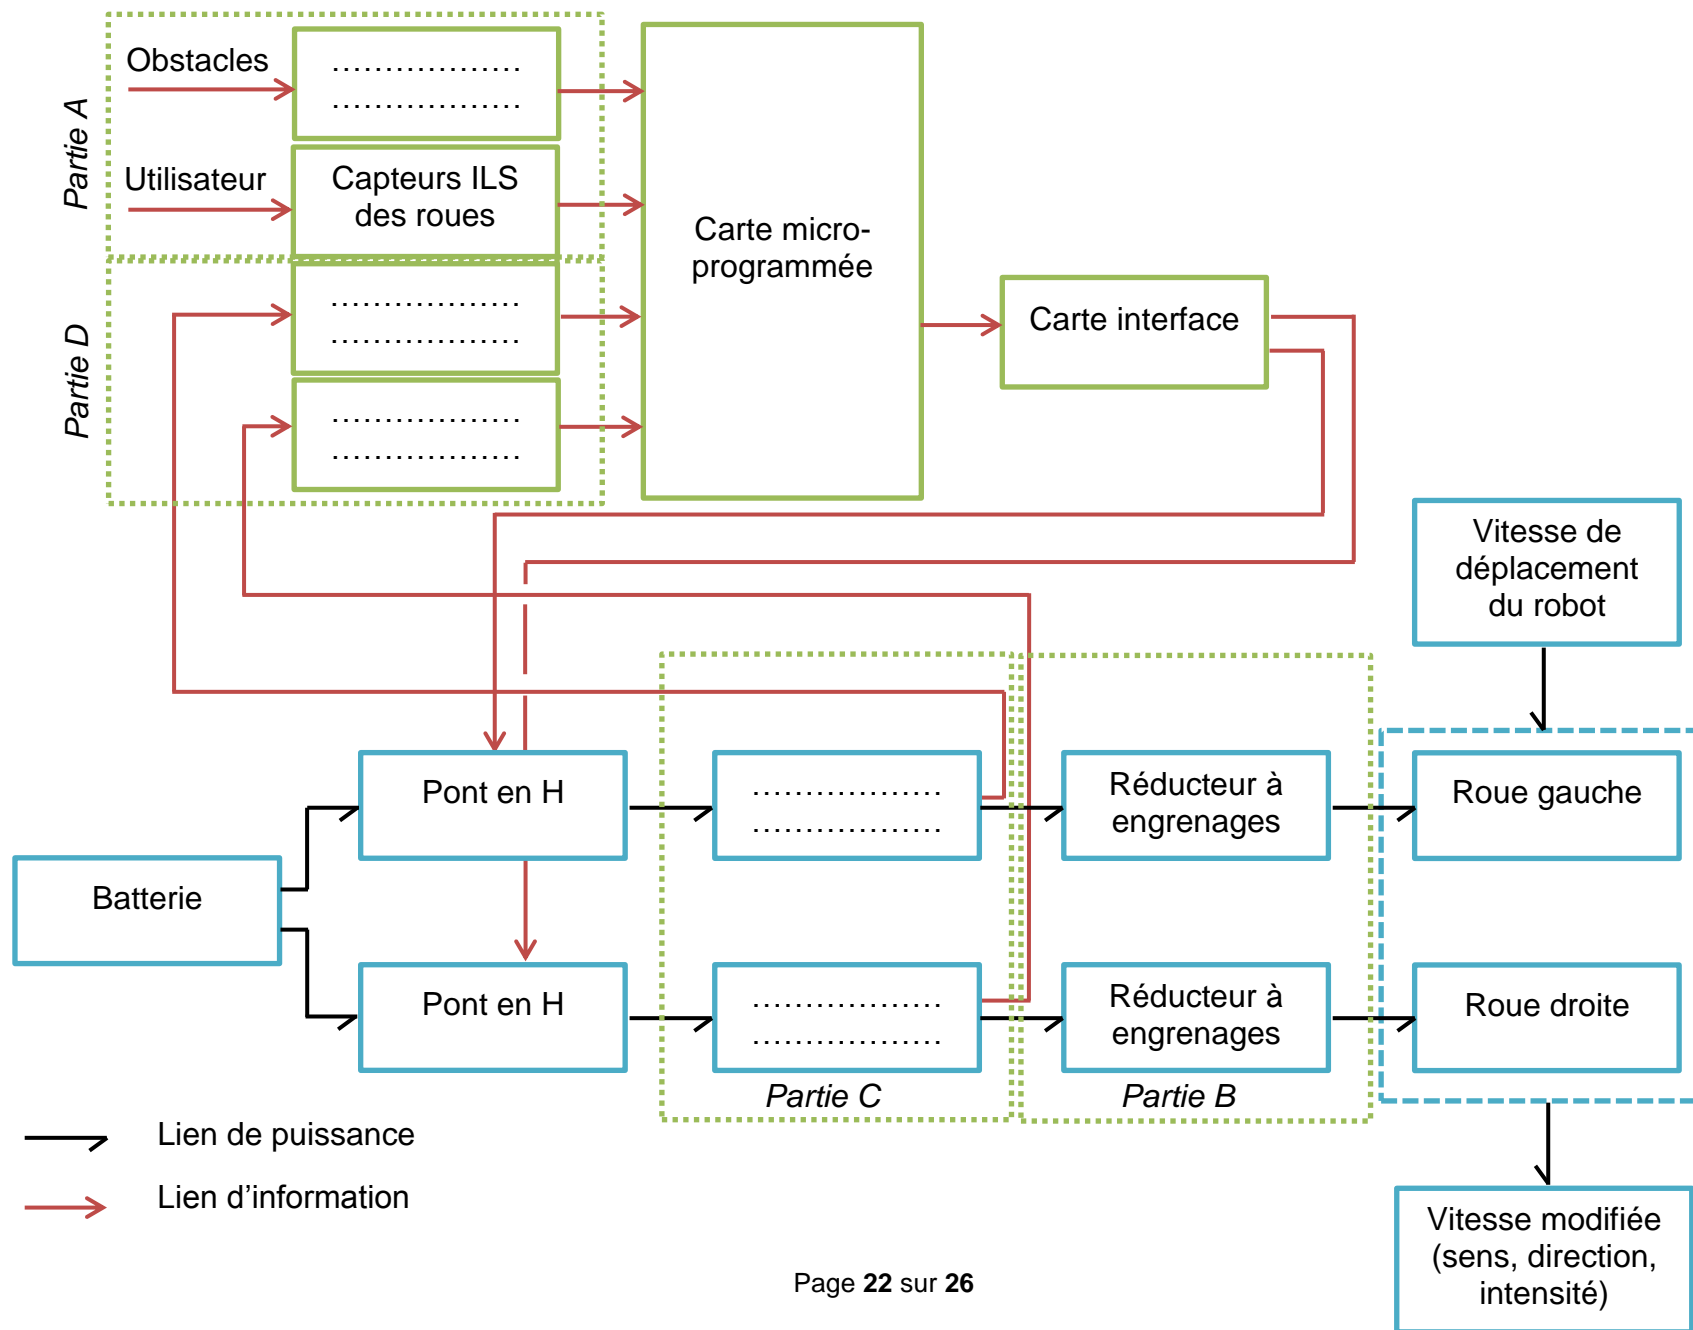 Partie A
Obstacles
..................
..................
Utilisateur
Capteurs ILS
des roues
Partie D
..................
..................
..................
..................
Carte micro-
programmée
Carte interface
Vitesse de
déplacement
du robot
Batterie
Pont en H
Pont en H
..................
..................
..................
..................
Partie C
Réducteur à
engrenages
Réducteur à
engrenages
Partie B
Roue gauche
Roue droite
Lien de puissance
Lien d’information
Vitesse modifiée
(sens, direction,
intensité)
Page 22 sur 26